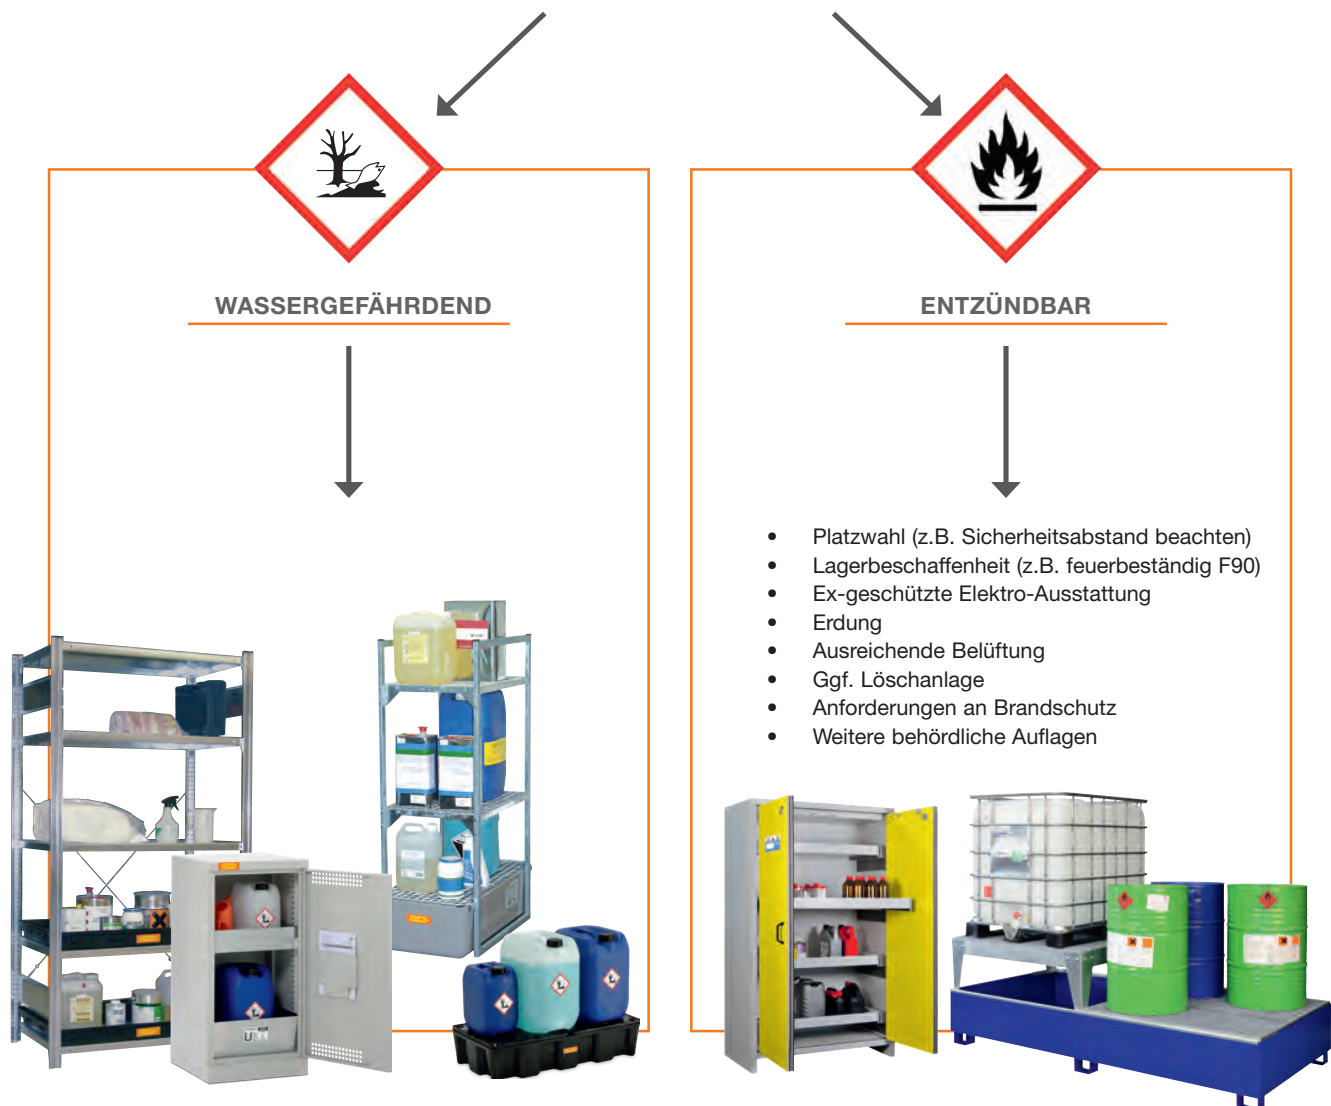 WASSERGEFÄHRDEND
ENTZÜNDBAR
• Platzwahl (z.B. Sicherheitsabstand beachten)
• Lagerbeschaffenheit (z.B. feuerbeständig F90)
• Ex-geschützte Elektro-Ausstattung
• Erdung
• Ausreichende Belüftung
• Ggf. Löschanlage
• Anforderungen an Brandschutz
• Weitere behördliche Auflagen